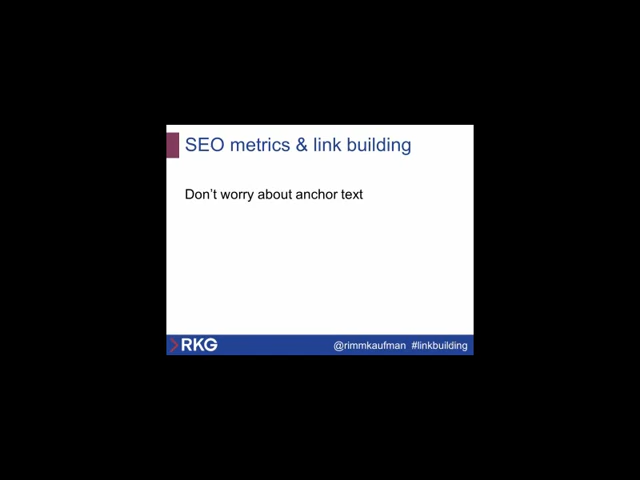 SEO metrics & link building
Don't worry about anchor text
RKG
@rimmkaufman #linkbuilding